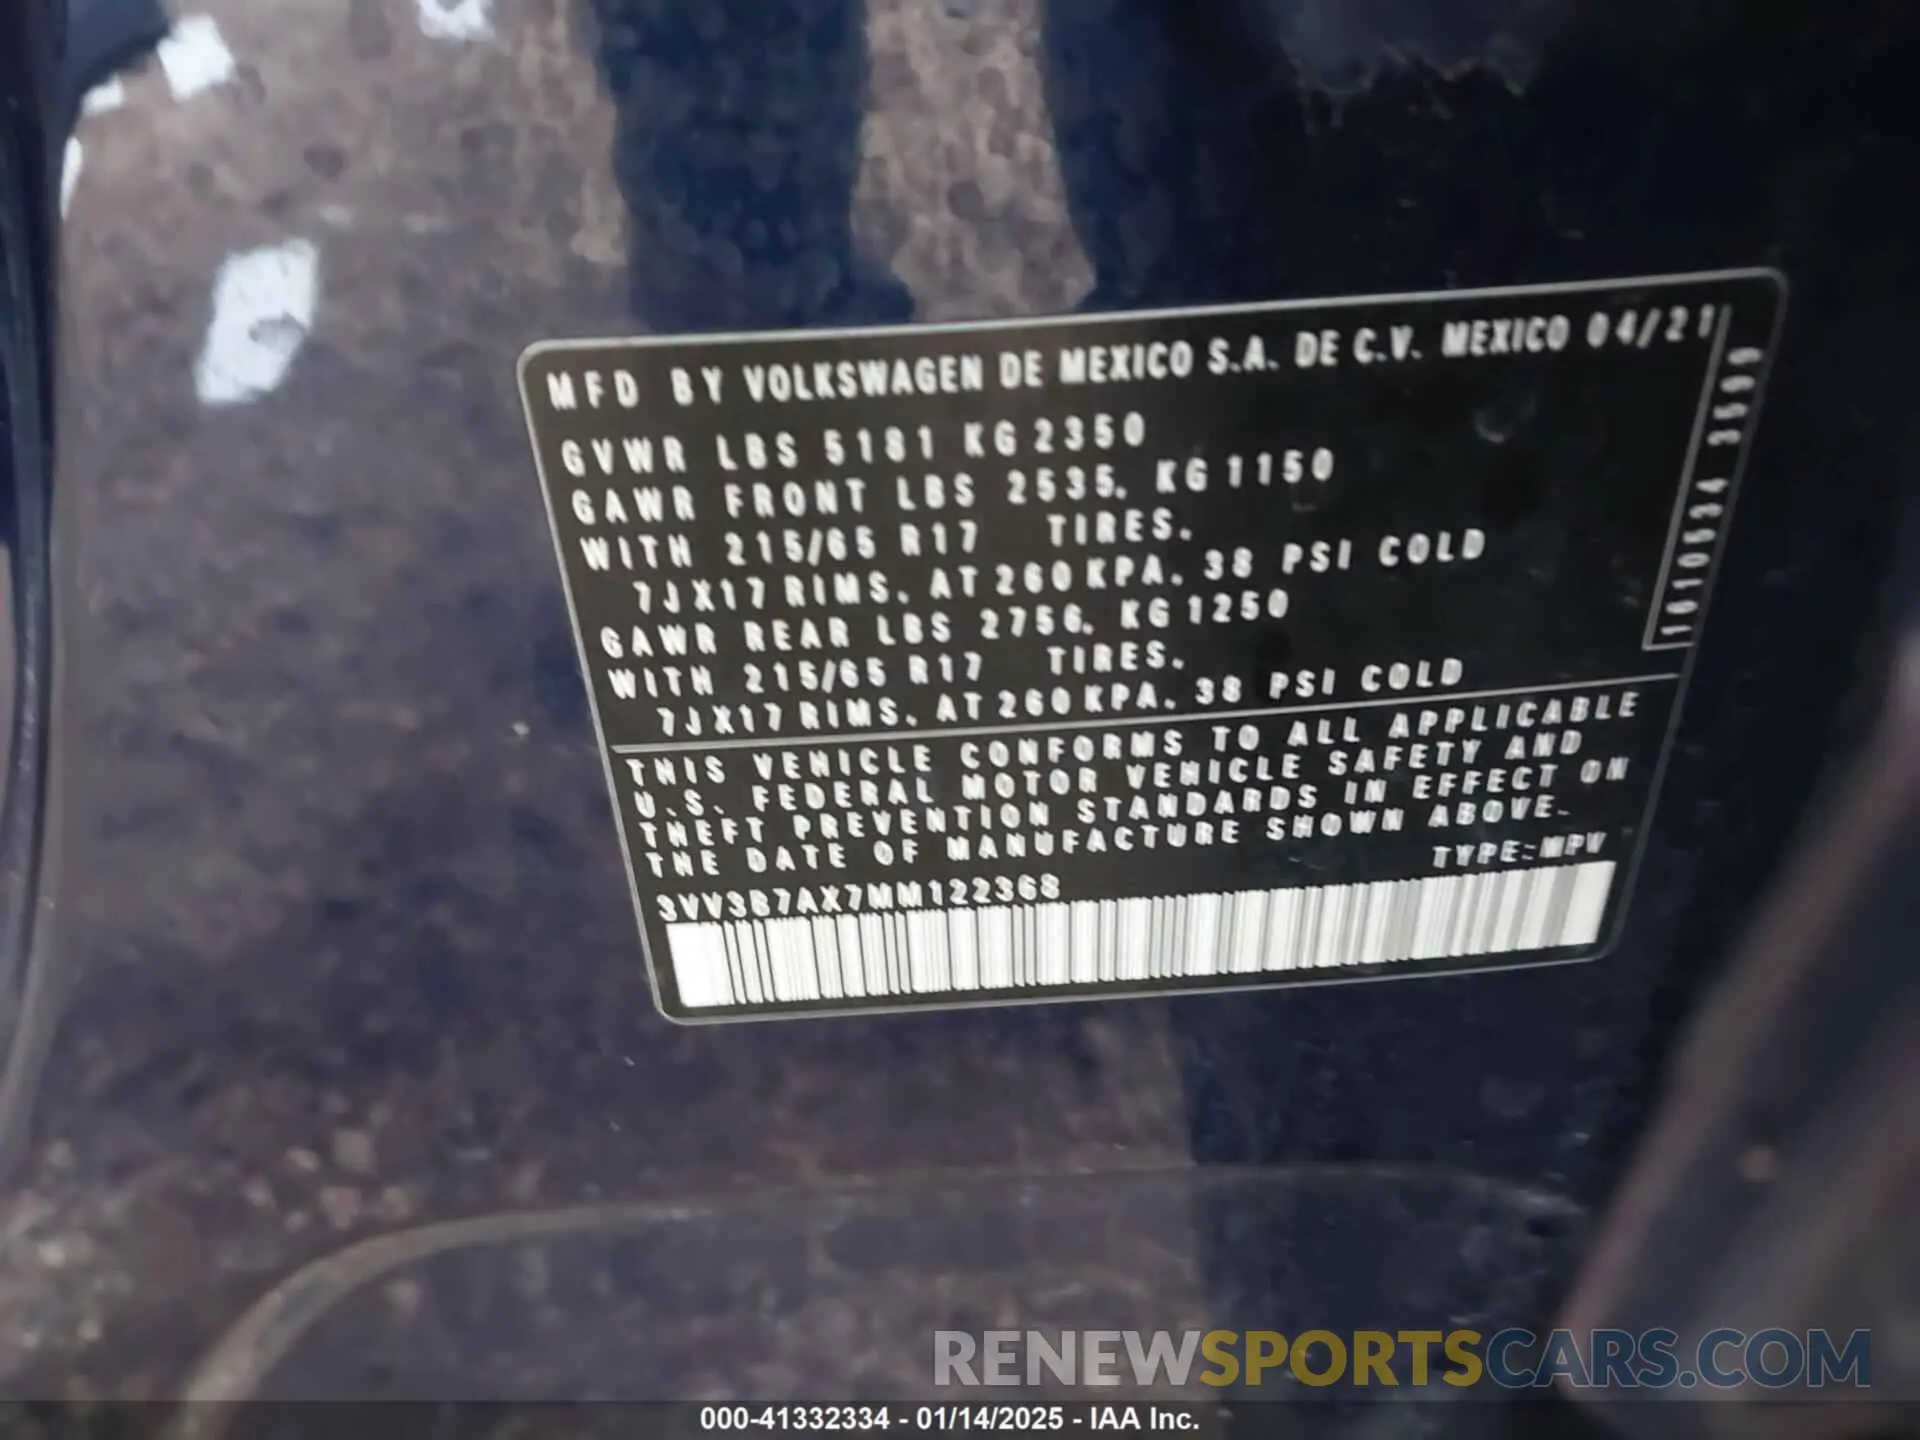 MFD BY VOLKSWAGEN DE MEXICO S.A. DE C.V. MEXICO 04/21
GVWR LBS 5181 KG 2350
GAWR FRONT LBS 2535. KG 1150
WITH 215/65 R17 TIRES.
7JX17 RIMS. AT 260 KPA. 38 PSI COLD
GAWR REAR LBS 2756. KG 1250
WITH 215/65 R17 TIRES.
7JX17 RIMS. AT 260 KPA. 38 PSI COLD
THIS VEHICLE CONFORMS TO ALL APPLICABLE
U.S. FEDERAL MOTOR VEHICLE SAFETY AND
THEFT PREVENTION STANDARDS IN EFFECT ON
THE DATE OF MANUFACTURE SHOWN ABOVE.
TYPE:MPV
3VV3B7AX7MM122368
RENEWSPORTSCARS.COM
000-41332334 - 01/14/2025 - IAA Inc.